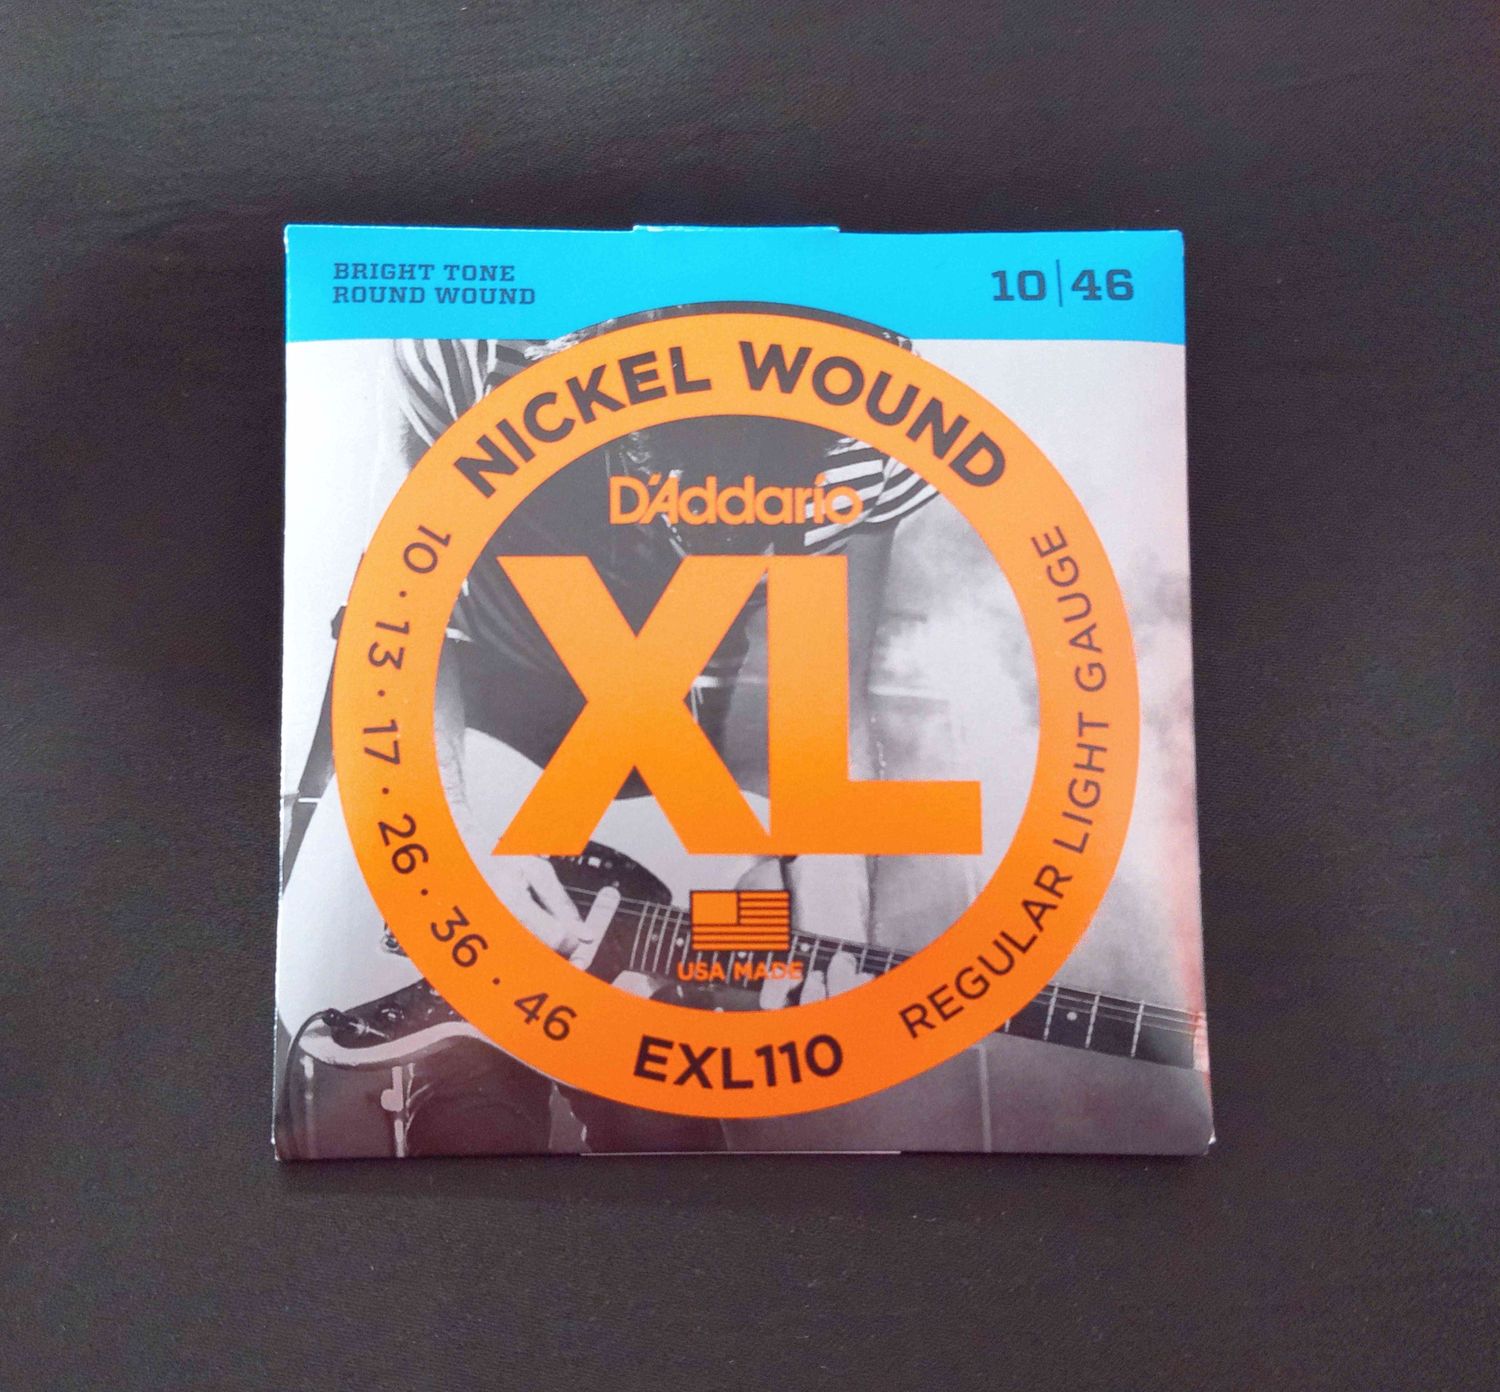 BRIGHT TONE
ROUND WOUND
10|46
NICKEL WOUND
D'Addario
XL
USA MADE
10 · 13 · 17 · 26 · 36 · 46
EXL110
REGULAR LIGHT GAUGE